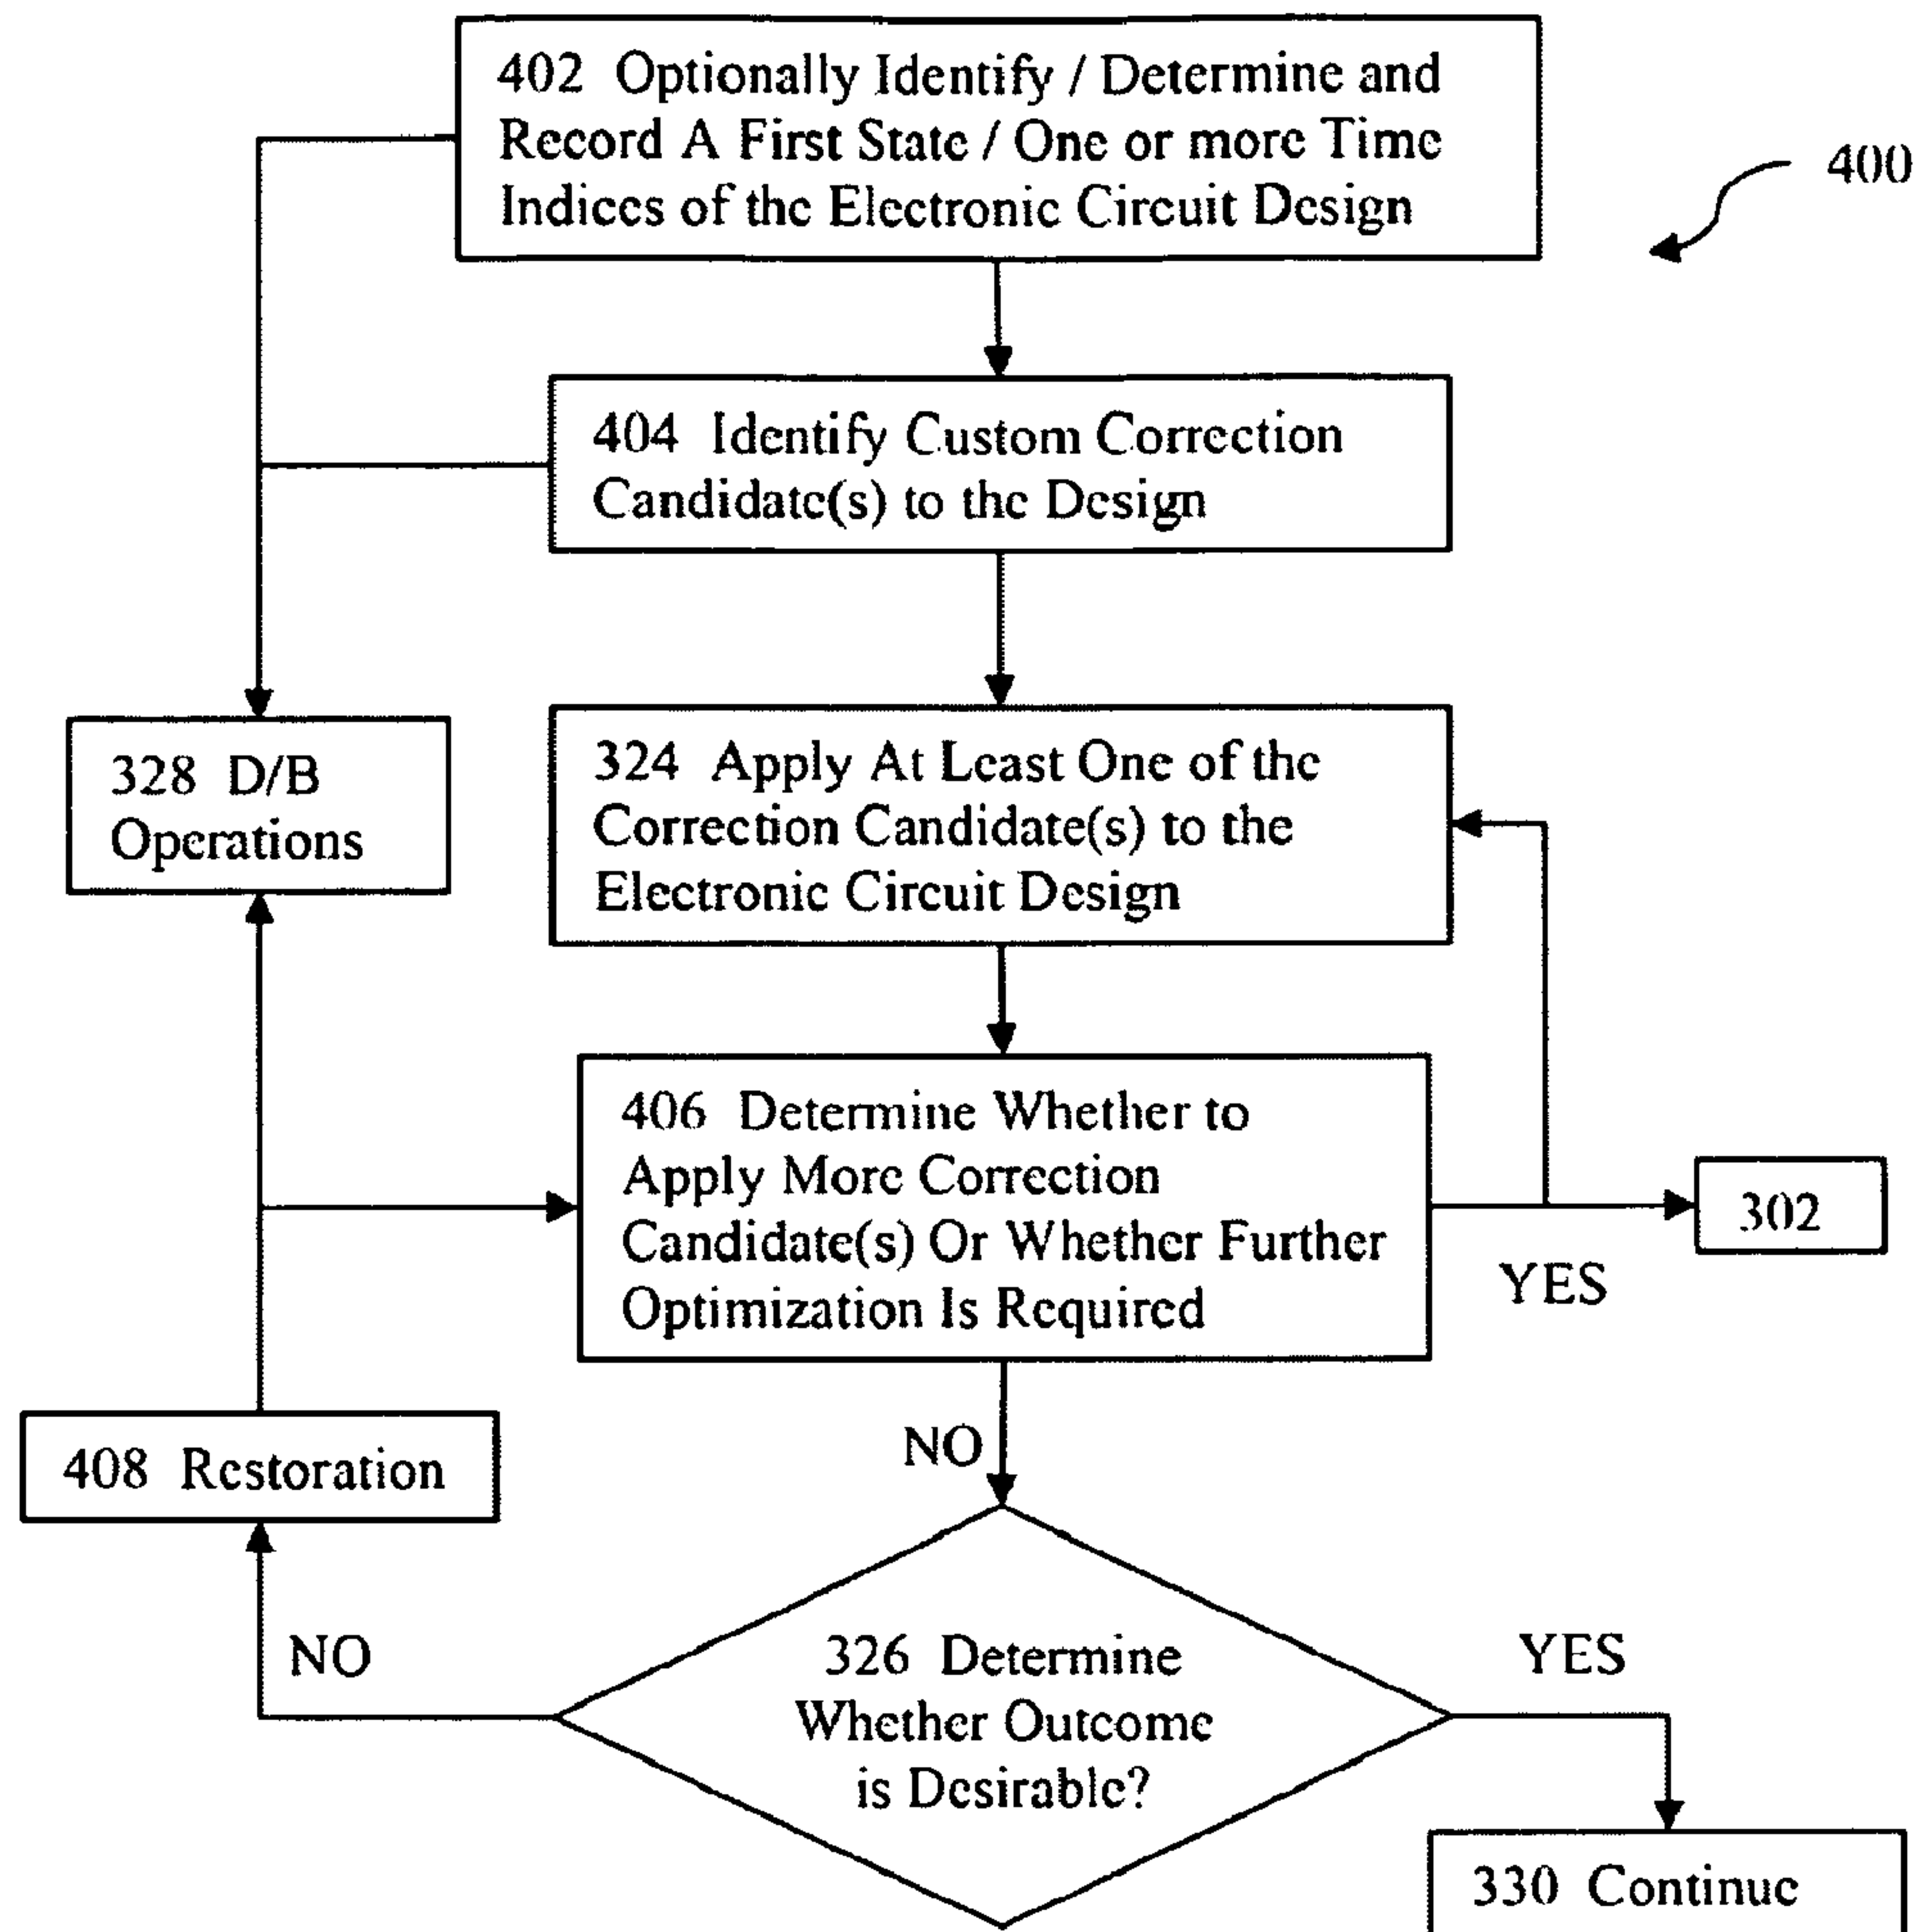 402 Optionally Identify / Determine and
Record A First State / One or more Time
Indices of the Electronic Circuit Design
400
404 Identify Custom Correction
Candidate(s) to the Design
328 D/B
Operations
324 Apply At Least One of the
Correction Candidate(s) to the
Electronic Circuit Design
406 Determine Whether to
Apply More Correction
Candidate(s) Or Whether Further
Optimization Is Required
302
YES
NO
408 Restoration
NO
326 Determine
Whether Outcome
is Desirable?
YES
330 Continue